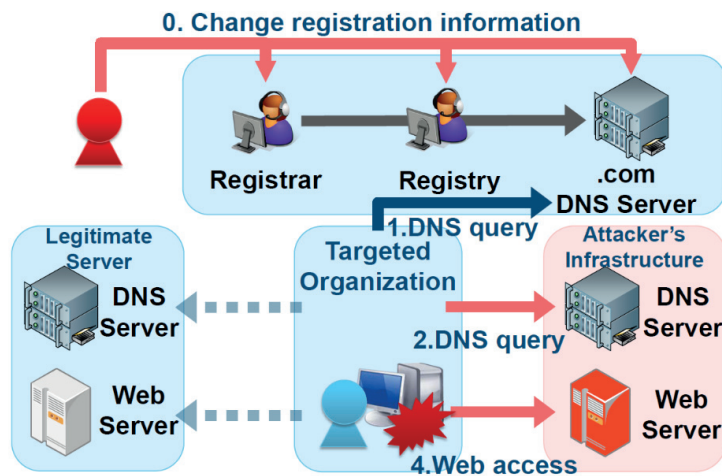 0. Change registration information
Registrar
Registry
.com
DNS Server
1.DNS query
Legitimate
Server
DNS
Server
Web
Server
Targeted
Organization
2.DNS query
4.Web access
Attacker's
Infrastructure
DNS
Server
Web
Server